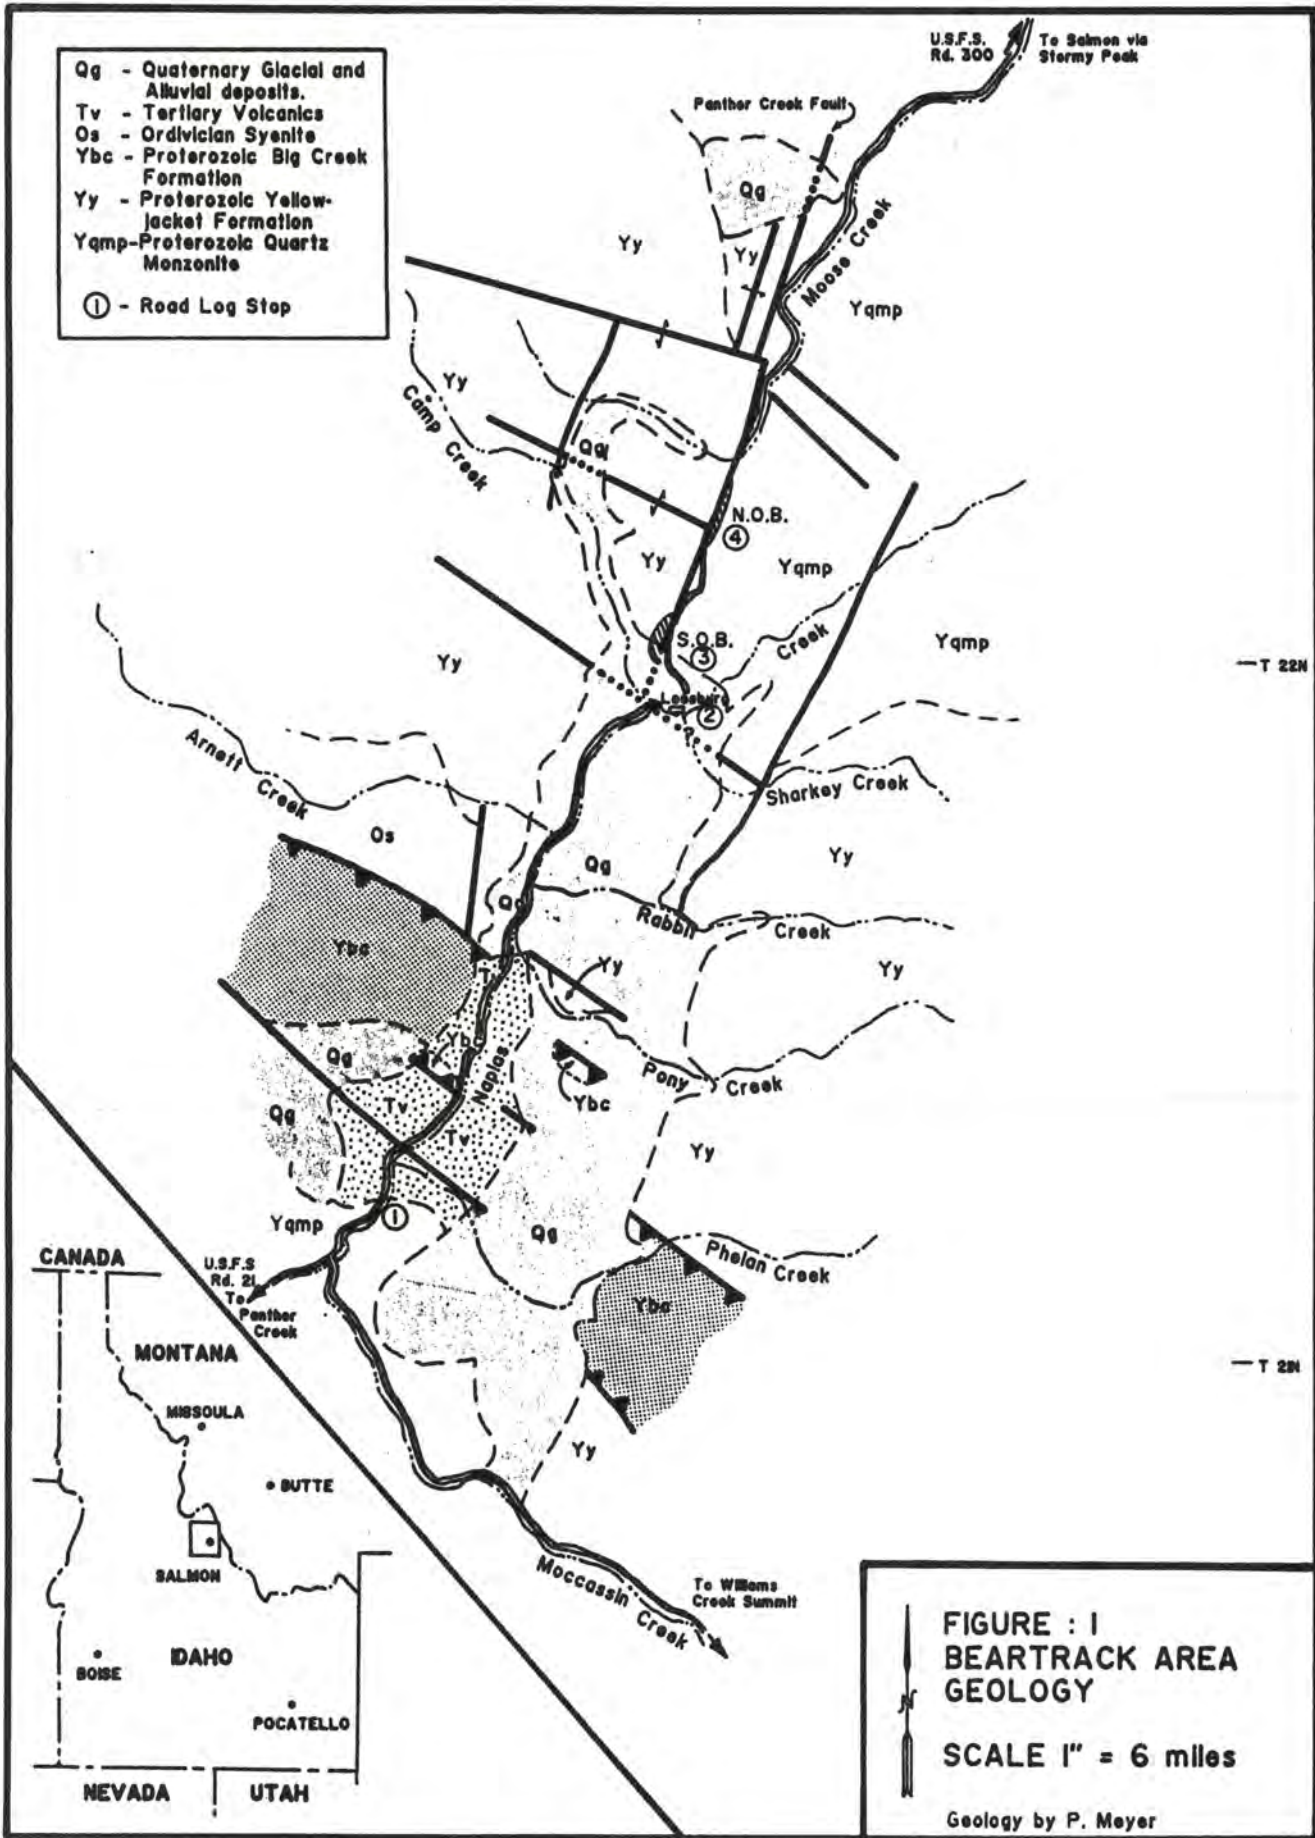 Qg - Quaternary Glacial and
Alluvial deposits.
Tv - Tertiary Volcanics
Os - Ordivician Syenite
Ybc - Proterozoic Big Creek
Formation
Yy - Proterozoic Yellow-
jacket Formation
Yqmp-Proterozoic Quartz
Monzonite
① - Road Log Stop
U.S.F.S.
Rd. 300
To Salmon via
Stormy Peak
Panther Creek Fault
Qg
Yy
Yy
Moose Creek
Yqmp
Yy
Camp Creek
Qg
N.O.B.
④
Yy
Yqmp
Creek
S.O.B.
③
Yqmp
T 22N
Yy
Leesburg
②
?
Arnett Creek
Sharkey Creek
Os
Qg
Yy
Rabbit
Creek
Ybc
Yy
Yy
Qg
Napias
Pony
Creek
Ybc
Qg
Tv
Tv
Yy
Yqmp
①
Qg
Phelan Creek
U.S.F.S
Rd. 21
To
Panther
Creek
Ybc
T 21N
Yy
Moccassin Creek
To Williams
Creek Summit
CANADA
MONTANA
MISSOULA
BUTTE
SALMON
IDAHO
BOISE
POCATELLO
NEVADA
UTAH
N
FIGURE : 1
BEARTRACK AREA
GEOLOGY
SCALE 1" = 6 miles
Geology by P. Meyer